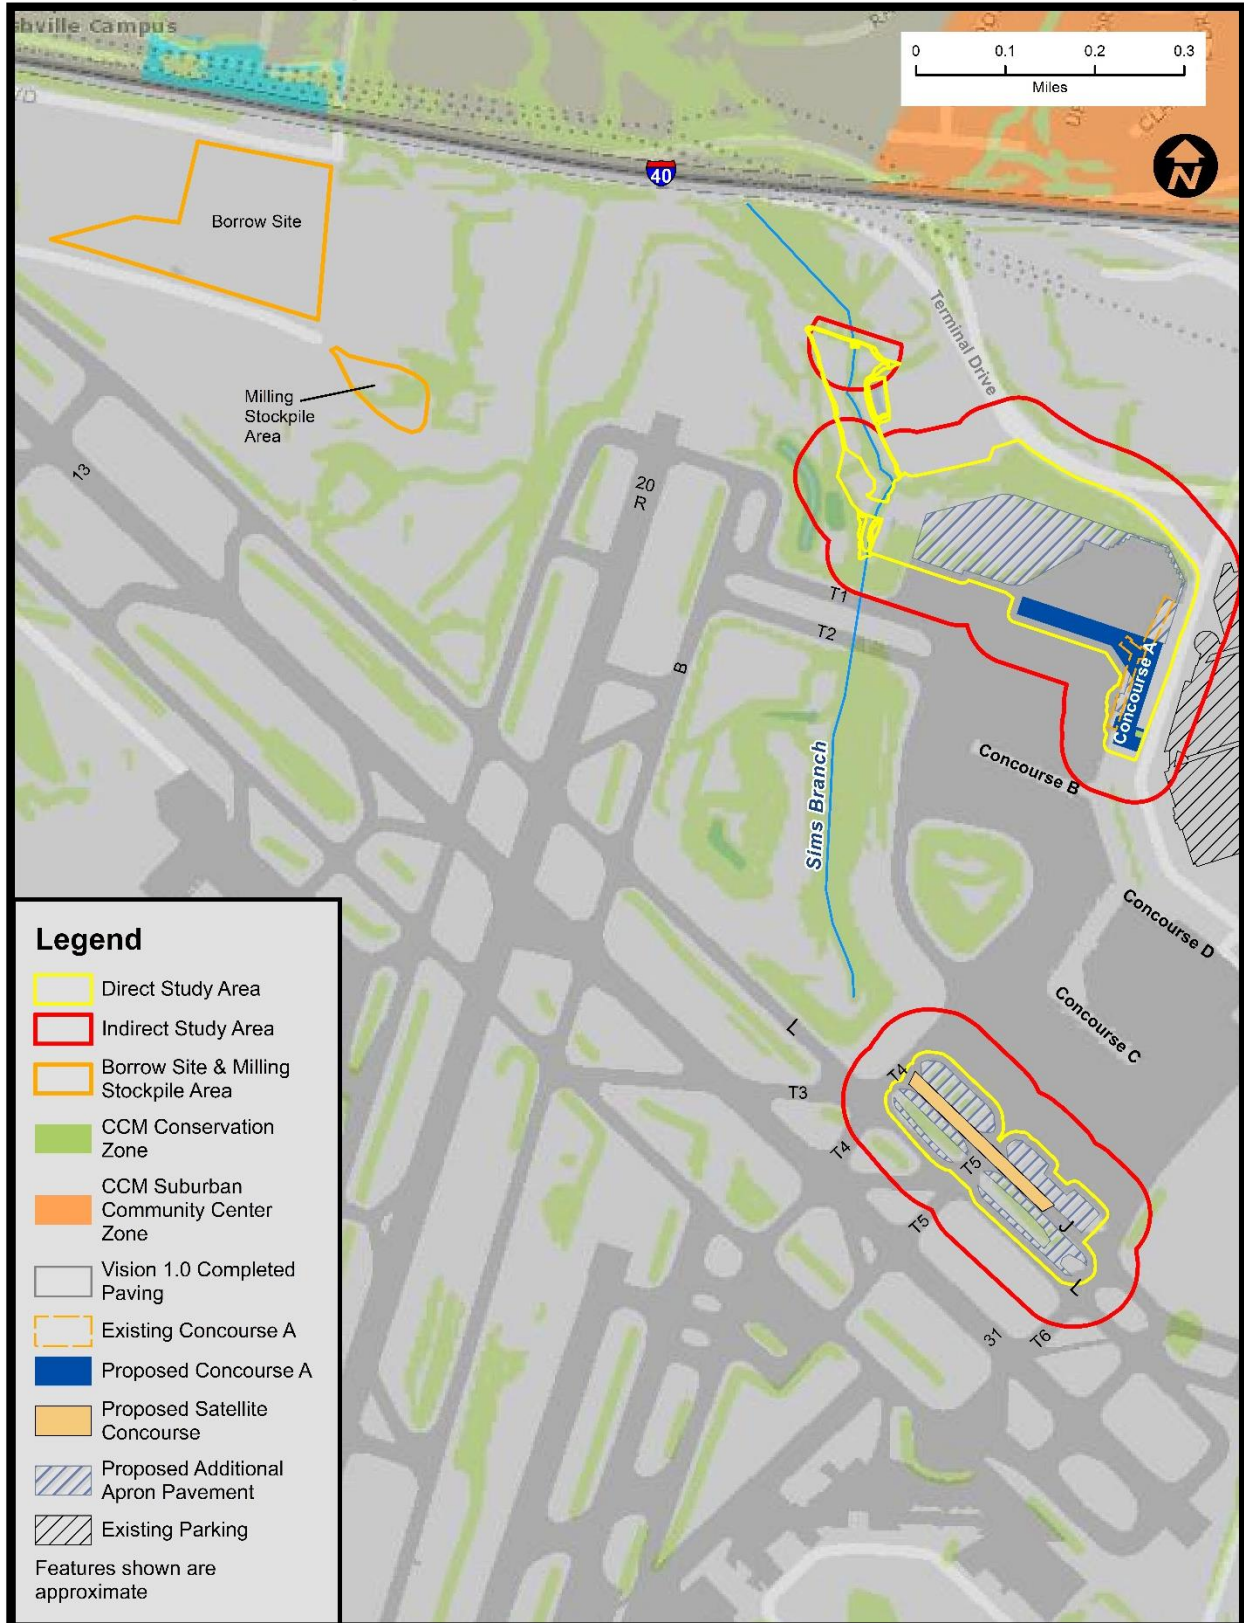 shville Campus
0 0.1 0.2 0.3
Miles
N
40
Borrow Site
Terminal Drive
Milling
Stockpile
Area
13
20
R
T1
T2
B
Concourse A
Concourse B
Sims Branch
Concourse D
Concourse C
L
T3
T4
T4
T5
T5
J
L
31
T6
Legend
Direct Study Area
Indirect Study Area
Borrow Site & Milling
Stockpile Area
CCM Conservation
Zone
CCM Suburban
Community Center
Zone
Vision 1.0 Completed
Paving
Existing Concourse A
Proposed Concourse A
Proposed Satellite
Concourse
Proposed Additional
Apron Pavement
Existing Parking
Features shown are
approximate